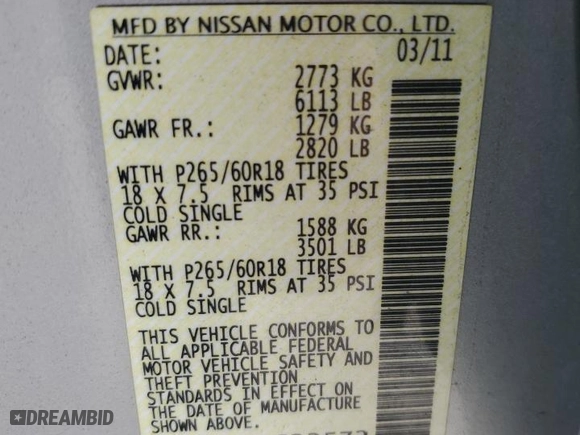 MFD BY NISSAN MOTOR CO., LTD.
DATE: 03/11
GVWR: 2773 KG
6113 LB
GAWR FR.: 1279 KG
2820 LB
WITH P265/60R18 TIRES
18 X 7.5 RIMS AT 35 PSI
COLD SINGLE
GAWR RR.: 1588 KG
3501 LB
WITH P265/60R18 TIRES
18 X 7.5 RIMS AT 35 PSI
COLD SINGLE
THIS VEHICLE CONFORMS TO
ALL APPLICABLE FEDERAL
MOTOR VEHICLE SAFETY AND
THEFT PREVENTION
STANDARDS IN EFFECT ON
THE DATE OF MANUFACTURE
SHOWN ABOVE.
DREAMBID